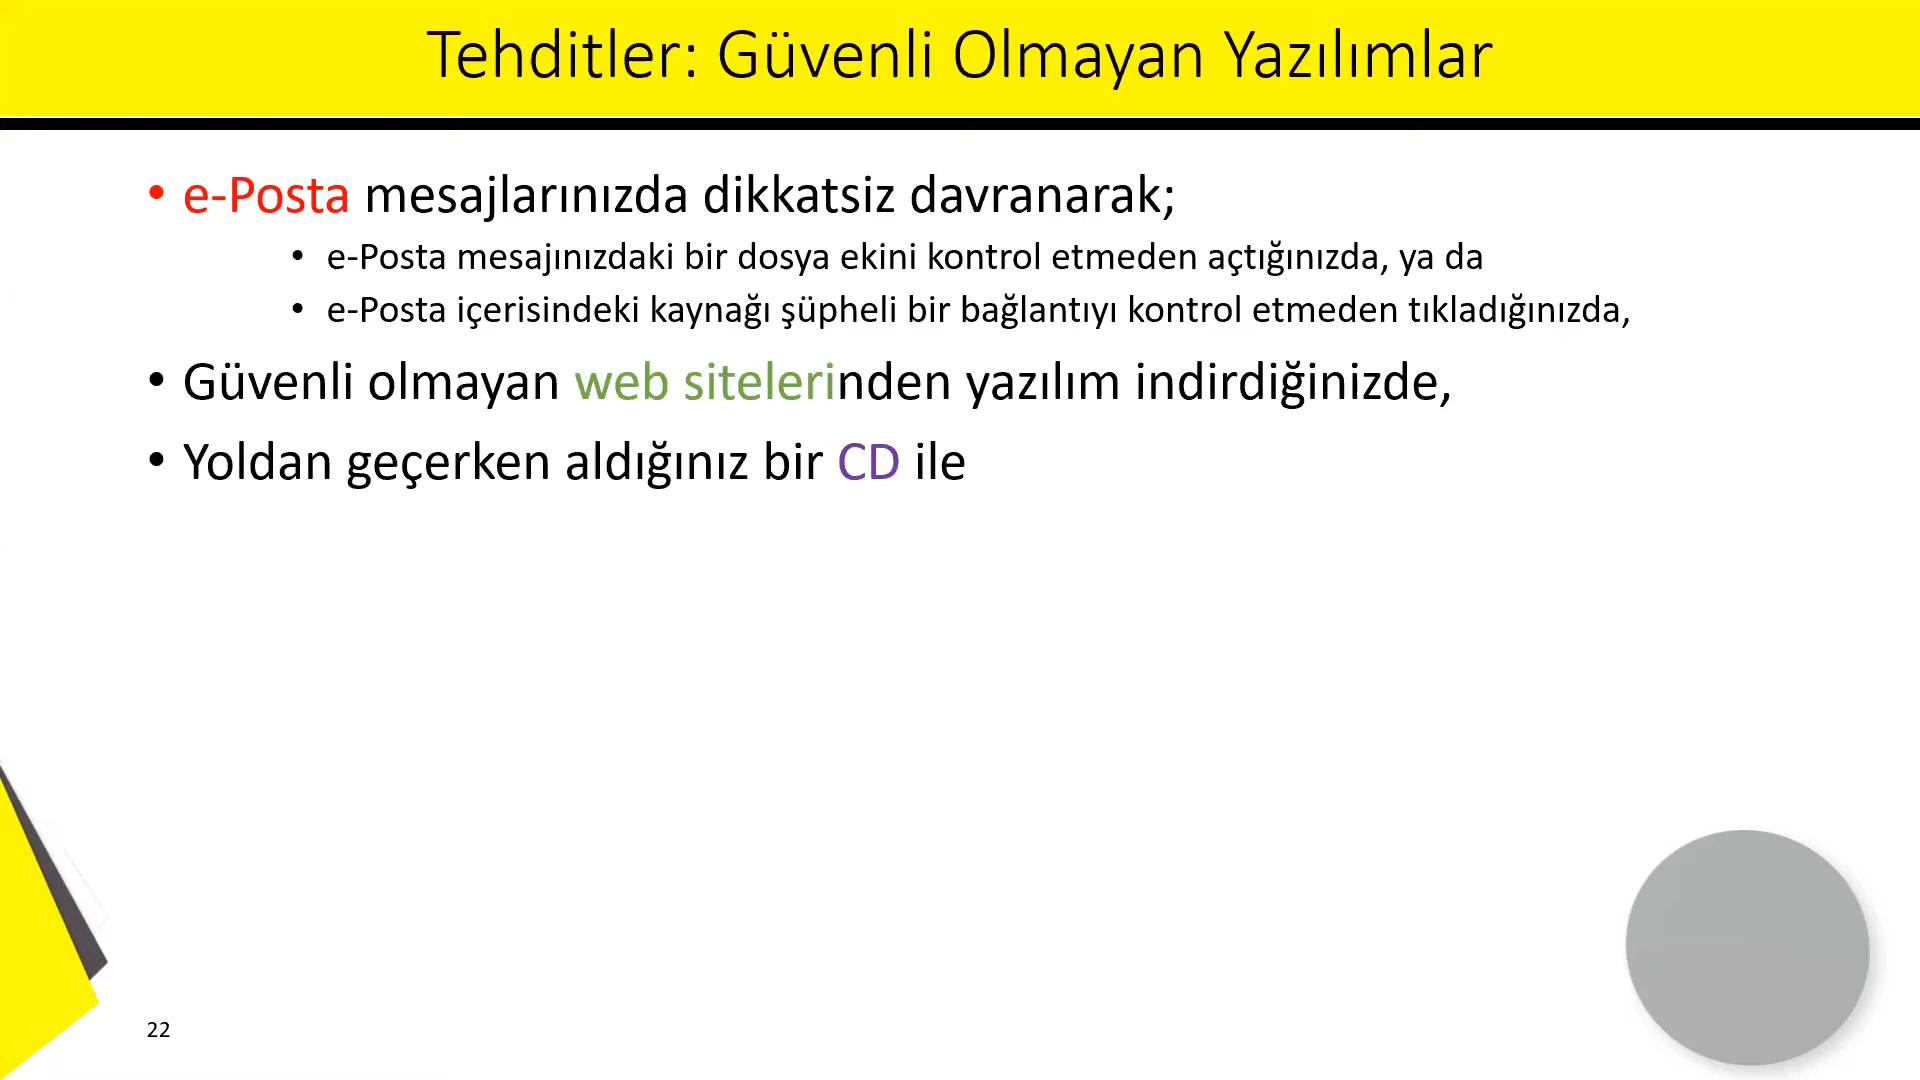 Tehditler: Güvenli Olmayan Yazılımlar
• e-Posta mesajlarınızda dikkatsiz davranarak;
• e-Posta mesajınızdaki bir dosya ekini kontrol etmeden açtığınızda, ya da
• e-Posta içerisindeki kaynağı şüpheli bir bağlantıyı kontrol etmeden tıkladığınızda,
• Güvenli olmayan web sitelerinden yazılım indirdiğinizde,
• Yoldan geçerken aldığınız bir CD ile
22